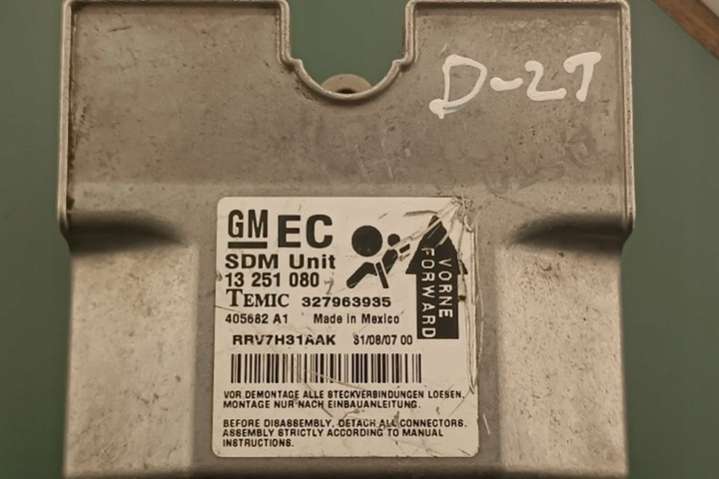 D-27
GM EC
SDM Unit
13 251 080
TEMIC 327963935
405682 A1 Made in Mexico
RRV7H31AAK 31/08/07 00
VORNE
FORWARD
VOR DEMONTAGE ALLE STECKVERBINDUNGEN LOESEN.
MONTAGE NUR NACH EINBAUANLEITUNG.
BEFORE DISASSEMBLY, DETACH ALL CONNECTORS.
ASSEMBLY STRICTLY ACCORDING TO MANUAL
INSTRUCTIONS.